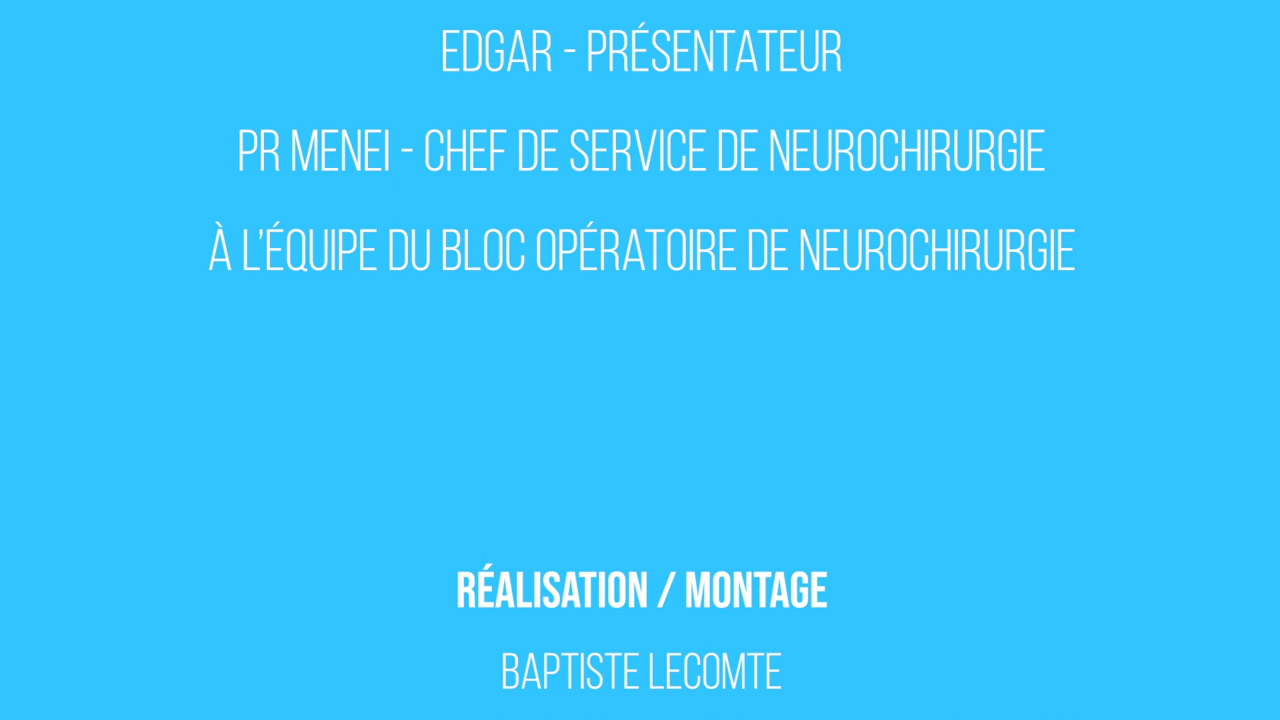 EDGAR - PRÉSENTATEUR
PR MENEI - CHEF DE SERVICE DE NEUROCHIRURGIE
À L'ÉQUIPE DU BLOC OPÉRATOIRE DE NEUROCHIRURGIE
RÉALISATION / MONTAGE
BAPTISTE LECOMTE